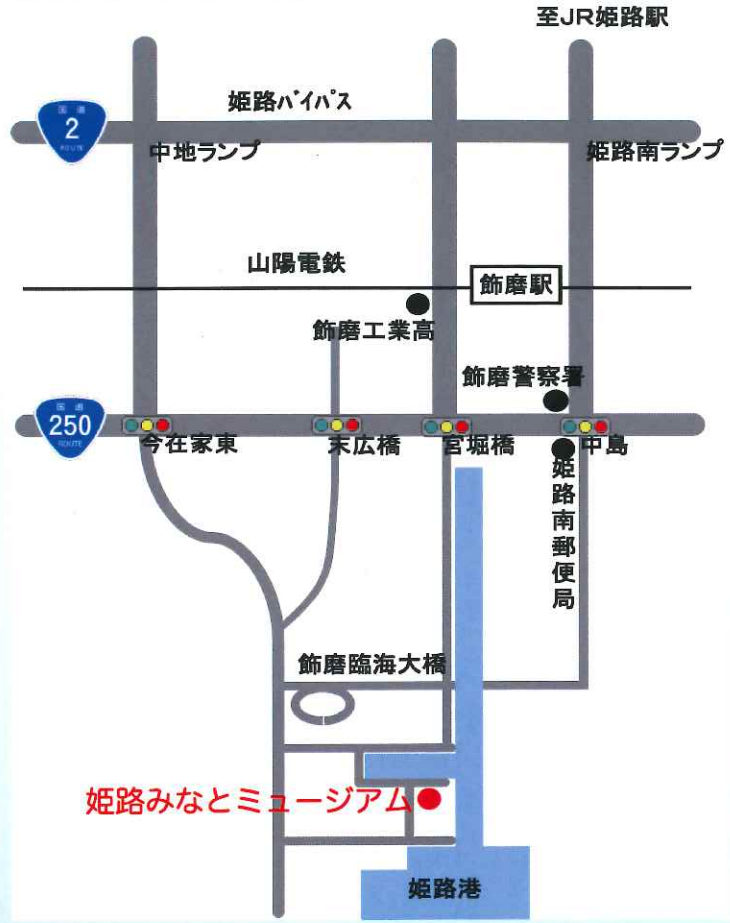 至JR姫路駅
姫路バイパス
国道
2
ROUTE
中地ランプ
姫路南ランプ
山陽電鉄
飾磨駅
飾磨工業高
飾磨警察署
国道
250
ROUTE
今在家東
末広橋
宮堀橋
中島
姫路南郵便局
飾磨臨海大橋
姫路みなとミュージアム
姫路港